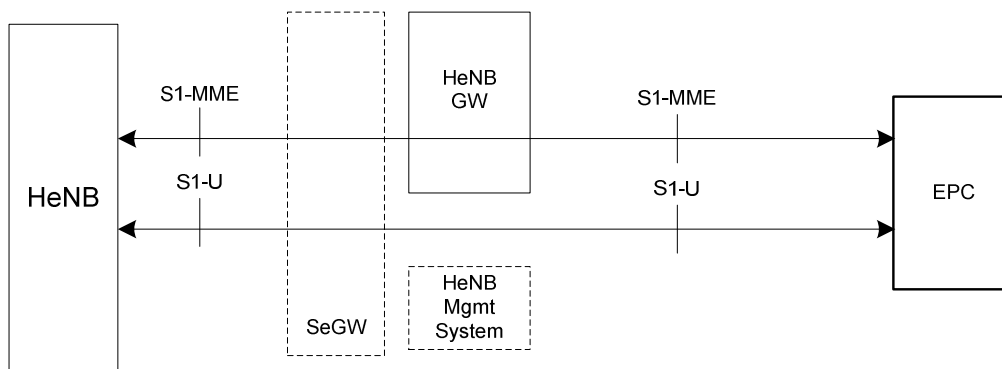 HeNB
GW
S1-MME
S1-MME
S1-U
S1-U
HeNB
EPC
HeNB
Mgmt
System
SeGW